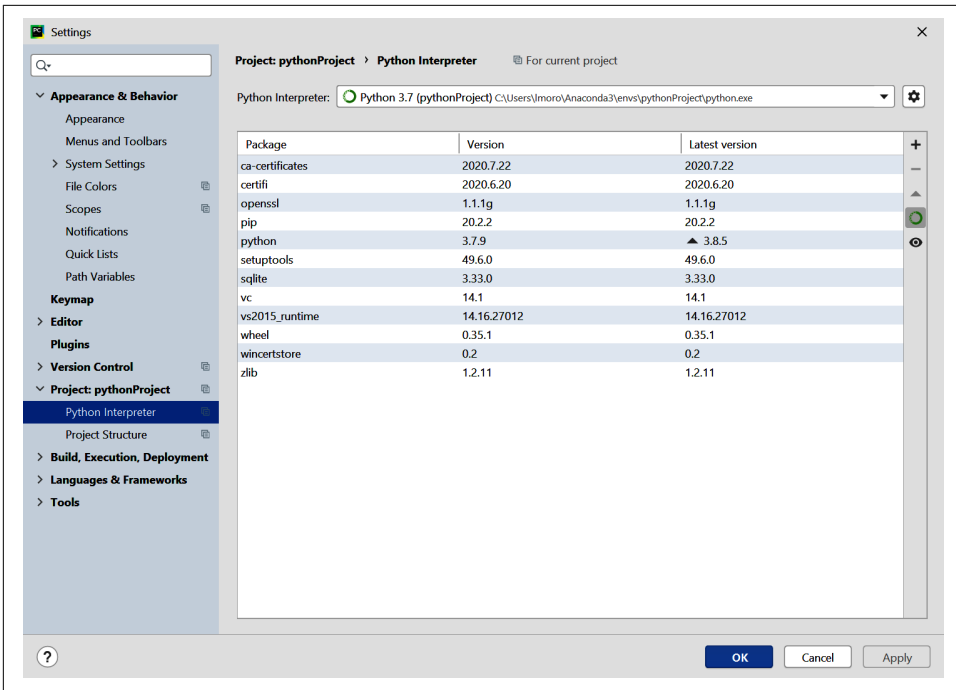 PC Settings
Project: pythonProject › Python Interpreter For current project
Appearance & Behavior
Appearance
Menus and Toolbars
System Settings
File Colors
Scopes
Notifications
Quick Lists
Path Variables
Keymap
Editor
Plugins
Version Control
Project: pythonProject
Python Interpreter
Project Structure
Build, Execution, Deployment
Languages & Frameworks
Tools
Python Interpreter: Python 3.7 (pythonProject) C:\Users\lmoro\Anaconda3\envs\pythonProject\python.exe
Package Version Latest version
ca-certificates 2020.7.22 2020.7.22
certifi 2020.6.20 2020.6.20
openssl 1.1.1g 1.1.1g
pip 20.2.2 20.2.2
python 3.7.9 ▲ 3.8.5
setuptools 49.6.0 49.6.0
sqlite 3.33.0 3.33.0
vc 14.1 14.1
vs2015_runtime 14.16.27012 14.16.27012
wheel 0.35.1 0.35.1
wincertstore 0.2 0.2
zlib 1.2.11 1.2.11
? OK Cancel Apply